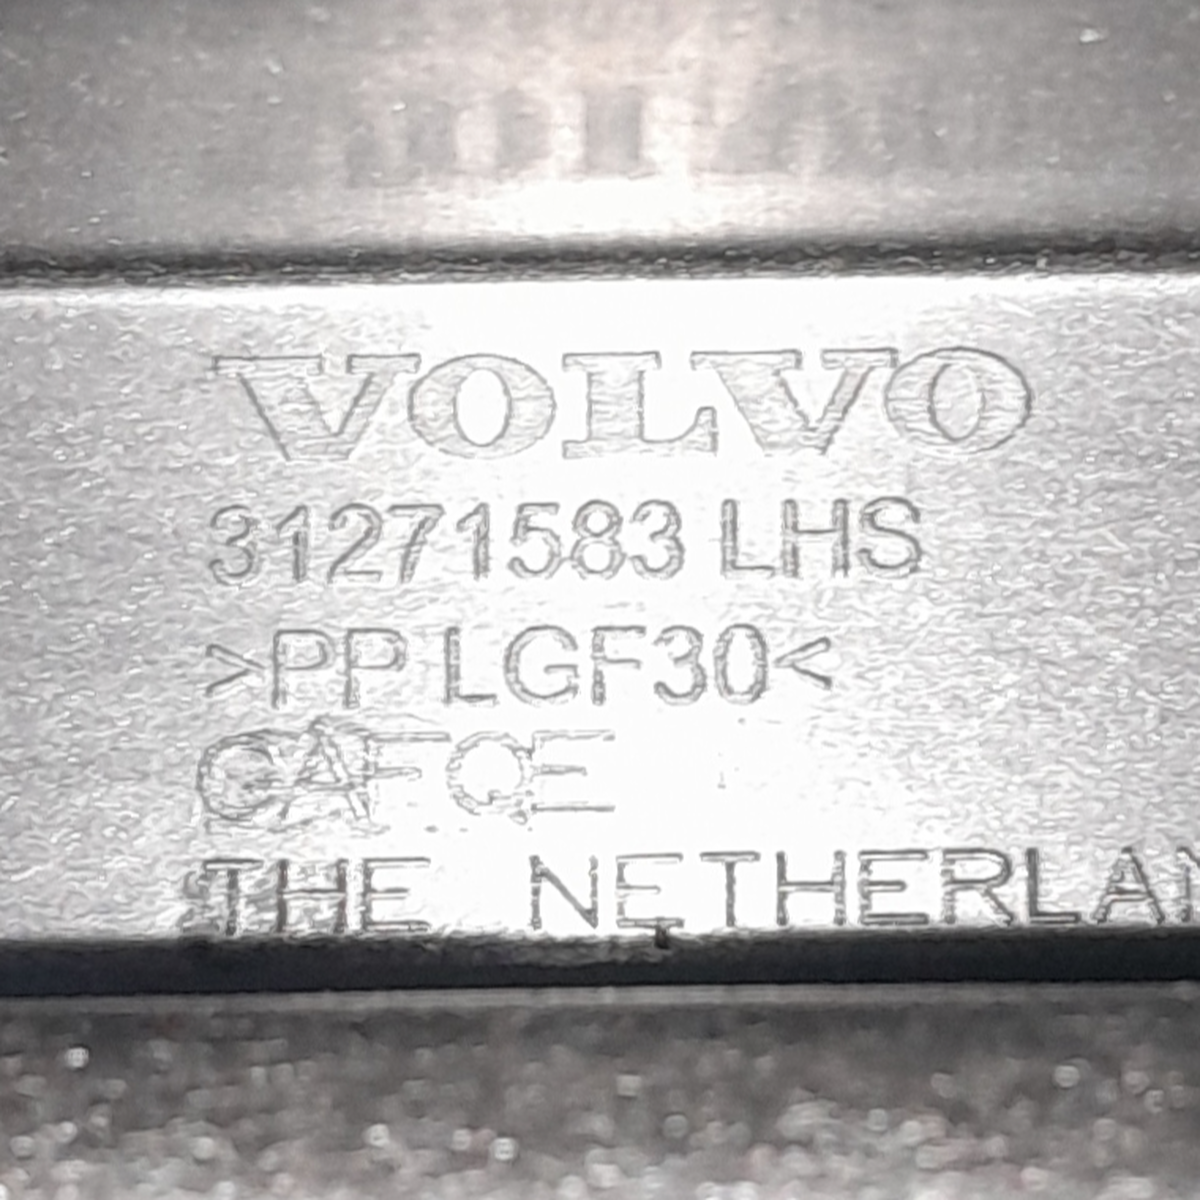 VOLVO
31271583 LHS
>PP LGF30<
THE NETHERLAN